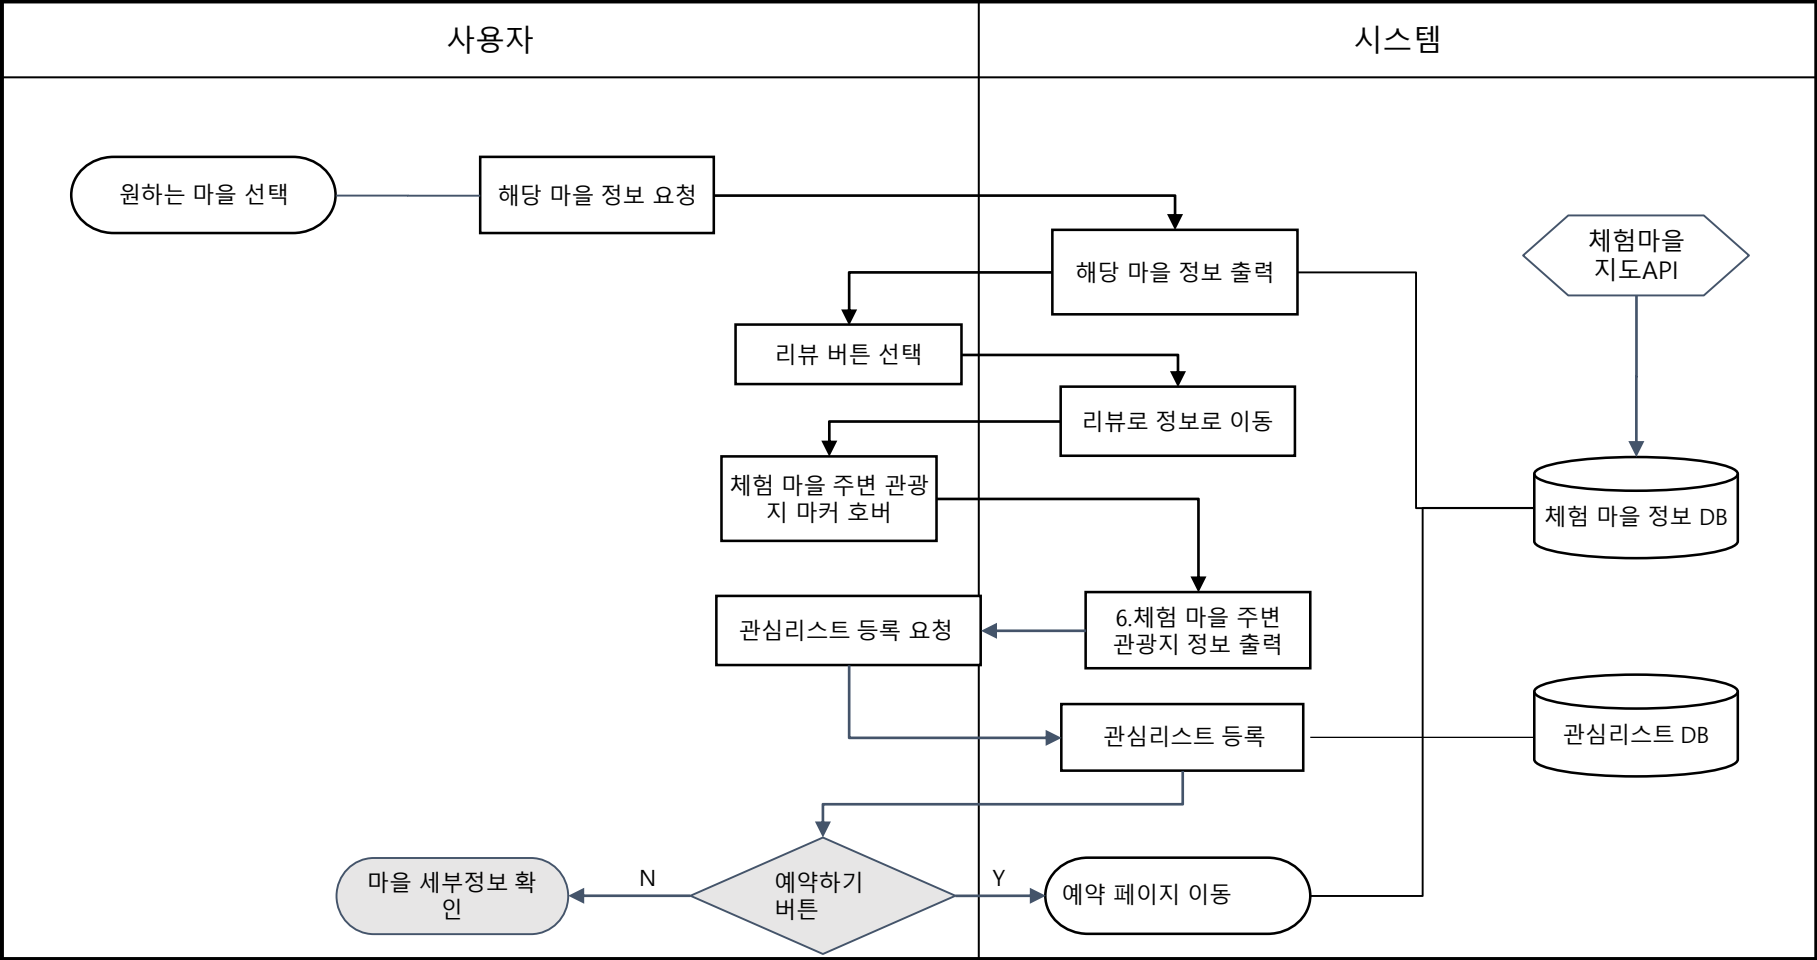 사용자
시스템
원하는 마을 선택
해당 마을 정보 요청
해당 마을 정보 출력
체험마을
지도API
리뷰 버튼 선택
리뷰로 정보로 이동
체험 마을 주변 관광
지 마커 호버
체험 마을 정보 DB
관심리스트 등록 요청
6.체험 마을 주변
관광지 정보 출력
관심리스트 등록
관심리스트 DB
마을 세부정보 확
인
N
예약하기
버튼
Y
예약 페이지 이동